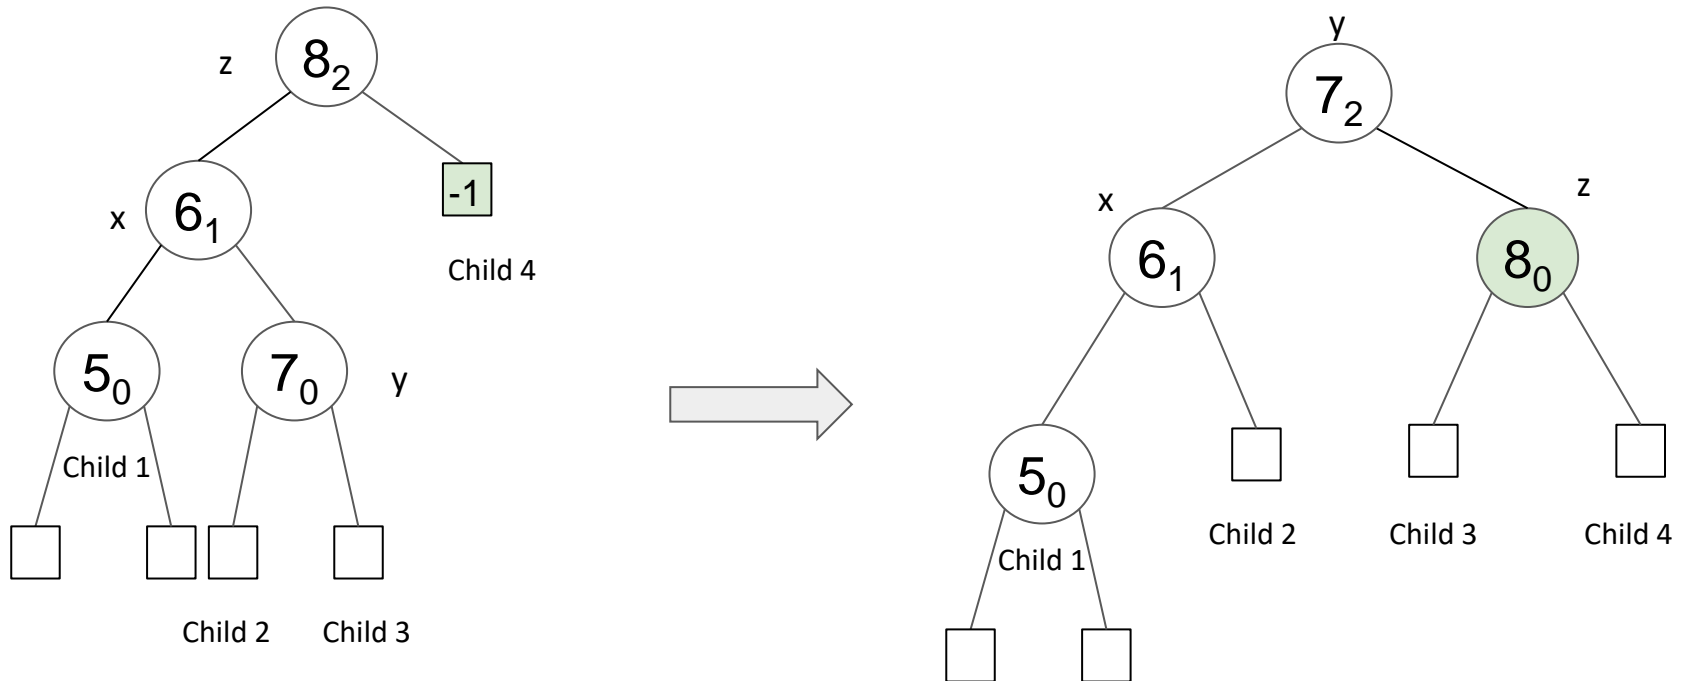 z
8₂
x
6₁
-1
Child 4
5₀
7₀
y
Child 1
Child 2
Child 3
y
7₂
x
z
6₁
8₀
5₀
Child 1
Child 2
Child 3
Child 4